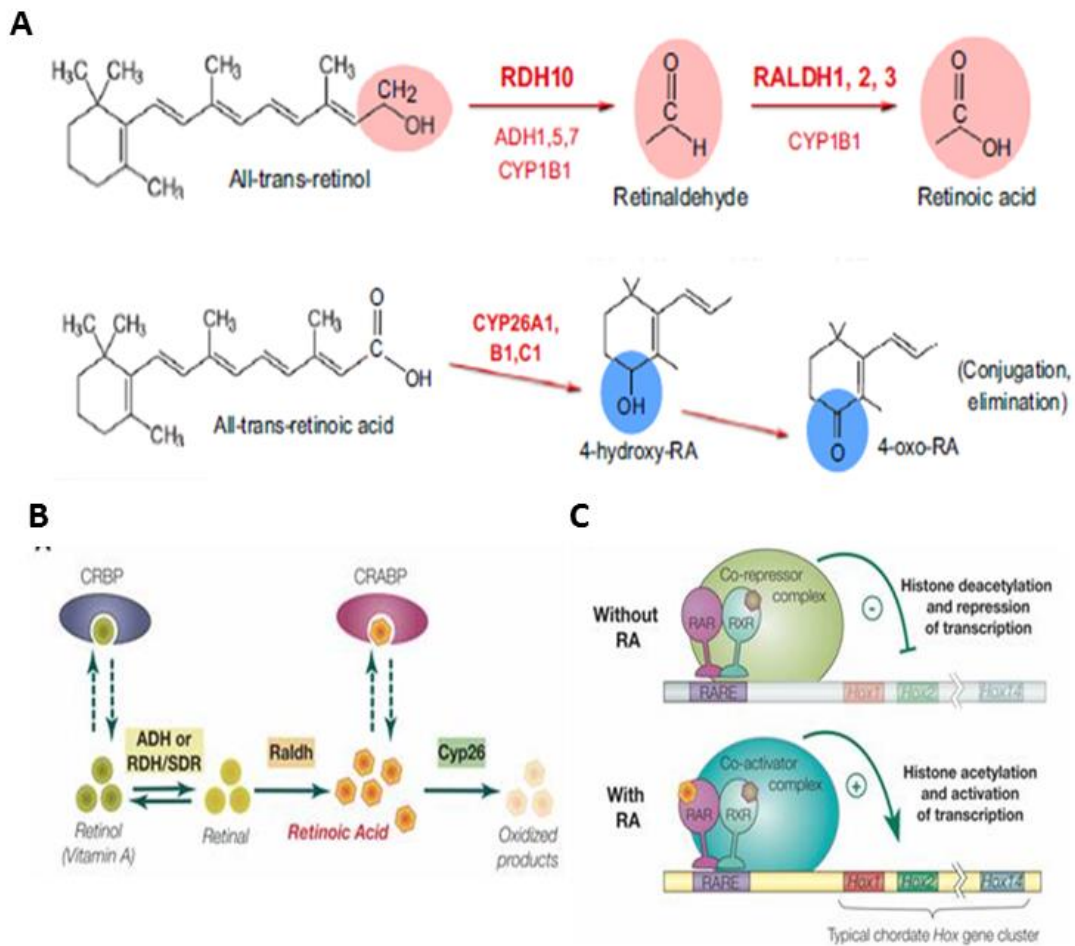 A
H3C
CH3
CH3
CH3
CH2
OH
CH3
All-trans-retinol
RDH10
ADH1,5,7
CYP1B1
O
C
H
Retinaldehyde
RALDH1, 2, 3
CYP1B1
O
C
OH
Retinoic acid
H3C
CH3
CH3
CH3
O
C
OH
CH3
All-trans-retinoic acid
CYP26A1,
B1,C1
OH
4-hydroxy-RA
C
O
4-oxo-RA
(Conjugation,
elimination)
B
CRBP
CRABP
ADH or
RDH/SDR
Raldh
Cyp26
Retinol
(Vitamin A)
Retinal
Retinoic Acid
Oxidized
products
C
Without
RA
Co-repressor
complex
RAR
RXR
-
Histone deacetylation
and repression
of transcription
RARE
Hox1
Hox2
Hox14
With
RA
Co-activator
complex
RAR
RXR
+
Histone acetylation
and activation
of transcription
RARE
Hox1
Hox2
Hox14
Typical chordate Hox gene cluster